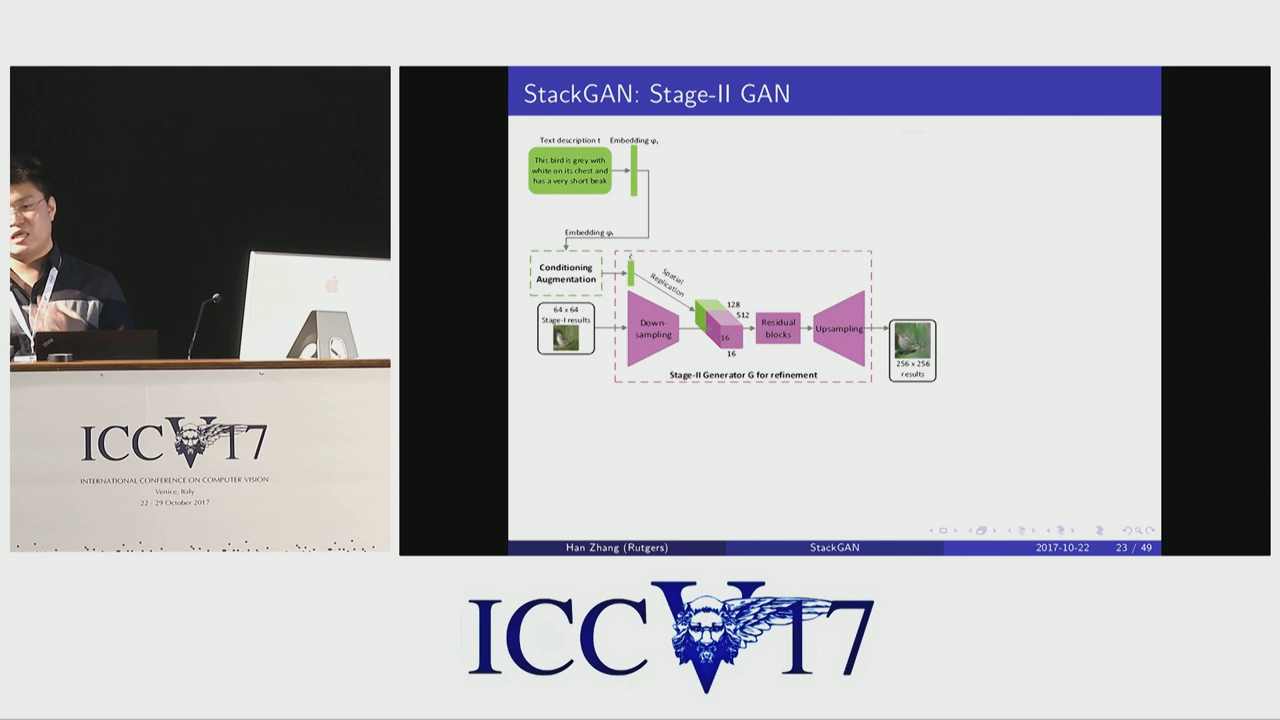 StackGAN: Stage-II GAN
Text description t Embedding φt
This bird is grey with
white on its chest and
has a very short beak
Embedding φt
Conditioning
Augmentation
ĉ
Spatial
Replication
64 x 64
Stage-I results
Down-
sampling
128
512
16
16
Residual
blocks
Upsampling
256 x 256
results
Stage-II Generator G for refinement
Han Zhang (Rutgers) StackGAN 2017-10-22 23 / 49
ICCV17
INTERNATIONAL CONFERENCE ON COMPUTER VISION
Venice, Italy
22 - 29 October 2017
ICCV17